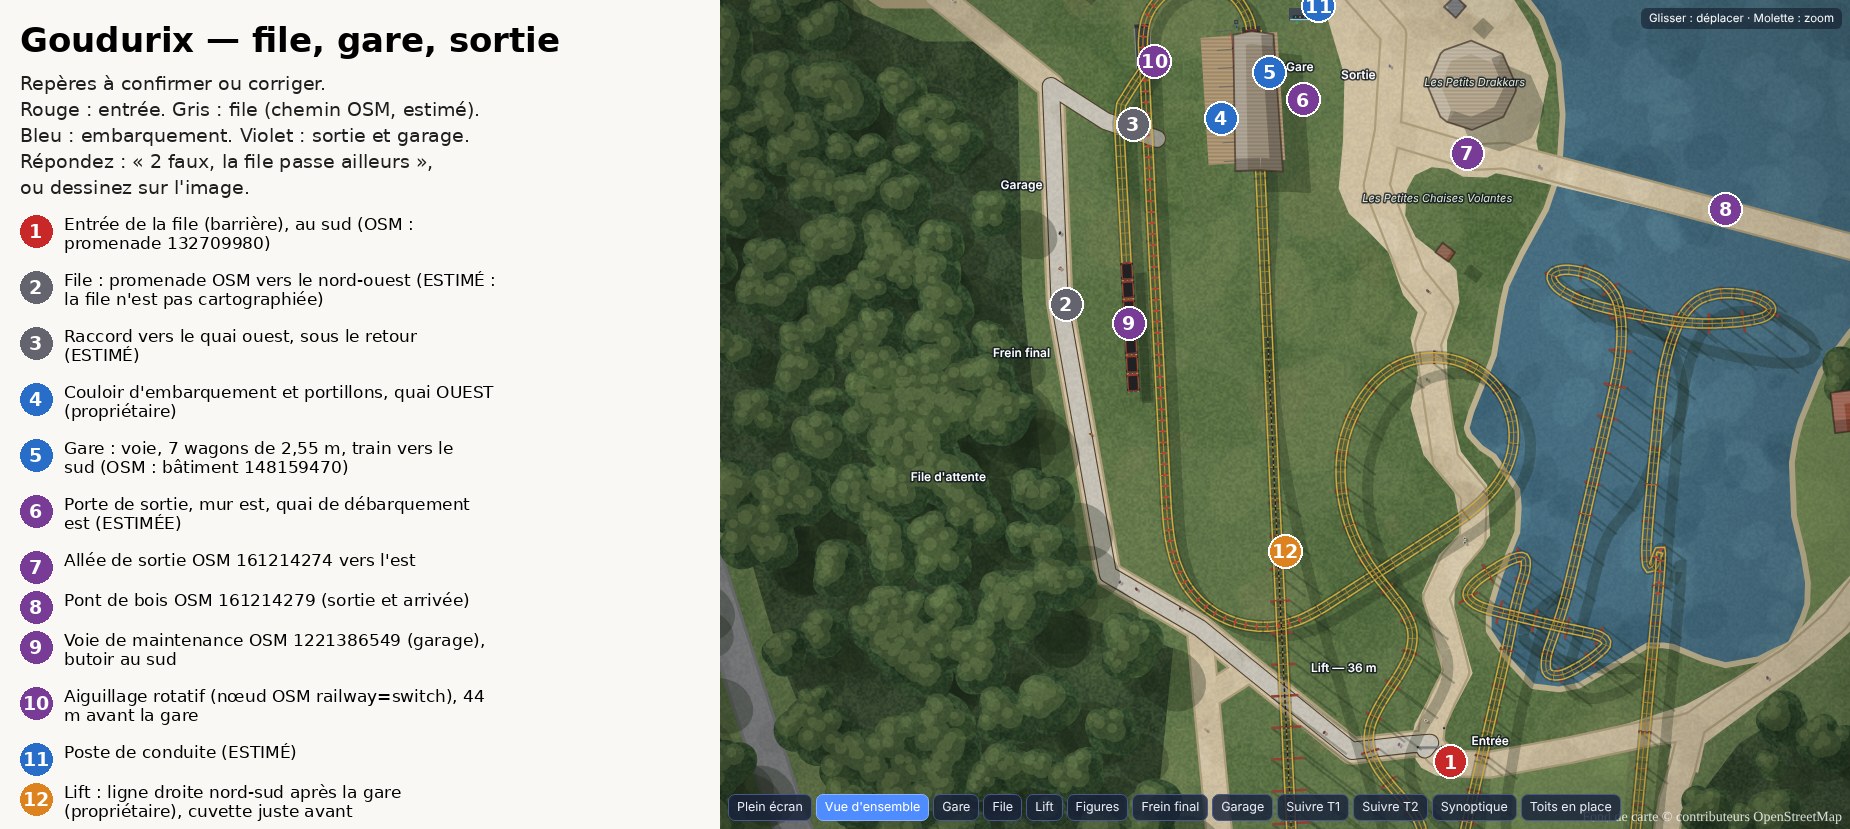 Goudurix — file, gare, sortie
Repères à confirmer ou corriger.
Rouge : entrée. Gris : file (chemin OSM, estimé).
Bleu : embarquement. Violet : sortie et garage.
Répondez : « 2 faux, la file passe ailleurs »,
ou dessinez sur l'image.
1 Entrée de la file (barrière), au sud (OSM :
promenade 132709980)
2 File : promenade OSM vers le nord-ouest (ESTIMÉ :
la file n'est pas cartographiée)
3 Raccord vers le quai ouest, sous le retour
(ESTIMÉ)
4 Couloir d'embarquement et portillons, quai OUEST
(propriétaire)
5 Gare : voie, 7 wagons de 2,55 m, train vers le
sud (OSM : bâtiment 148159470)
6 Porte de sortie, mur est, quai de débarquement
est (ESTIMÉE)
7 Allée de sortie OSM 161214274 vers l'est
8 Pont de bois OSM 161214279 (sortie et arrivée)
9 Voie de maintenance OSM 1221386549 (garage),
butoir au sud
10 Aiguillage rotatif (nœud OSM railway=switch), 44
m avant la gare
11 Poste de conduite (ESTIMÉ)
12 Lift : ligne droite nord-sud après la gare
(propriétaire), cuvette juste avant
11
Glisser : déplacer · Molette : zoom
10
5
Gare
Sortie
Les Petits Drakkars
6
3
4
7
Garage
Les Petites Chaises Volantes
8
2
9
Frein final
File d'attente
12
Lift — 36 m
Entrée
1
Plein écran
Vue d'ensemble
Gare
File
Lift
Figures
Frein final
Garage
Suivre T1
Suivre T2
Synoptique
Toits en place
de carte © contributeurs OpenStreetMap